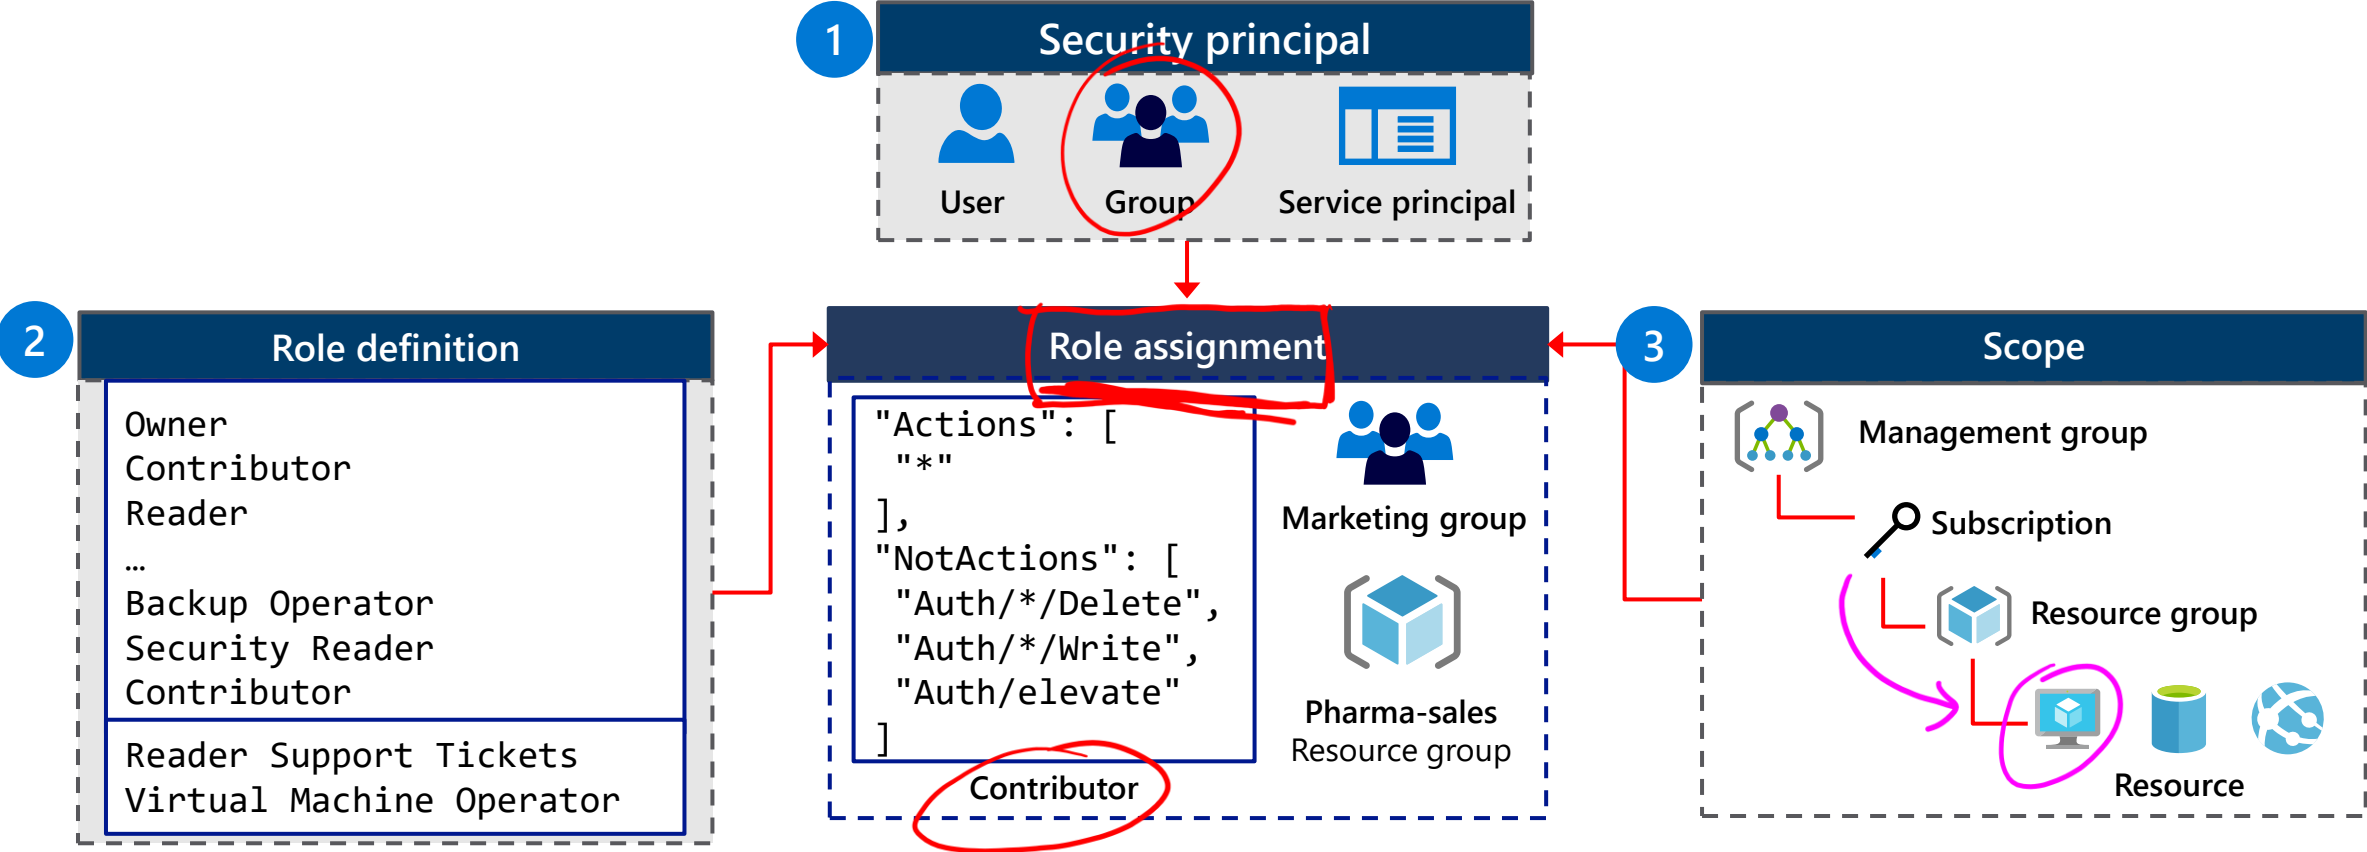 1
Security principal
User
Group
Service principal
2
Role definition
Owner
Contributor
Reader
…
Backup Operator
Security Reader
Contributor
Reader Support Tickets
Virtual Machine Operator
Role assignment
"Actions": [
"*"
],
"NotActions": [
"Auth/*/Delete",
"Auth/*/Write",
"Auth/elevate"
]
Contributor
Marketing group
Pharma-sales
Resource group
3
Scope
Management group
Subscription
Resource group
Resource